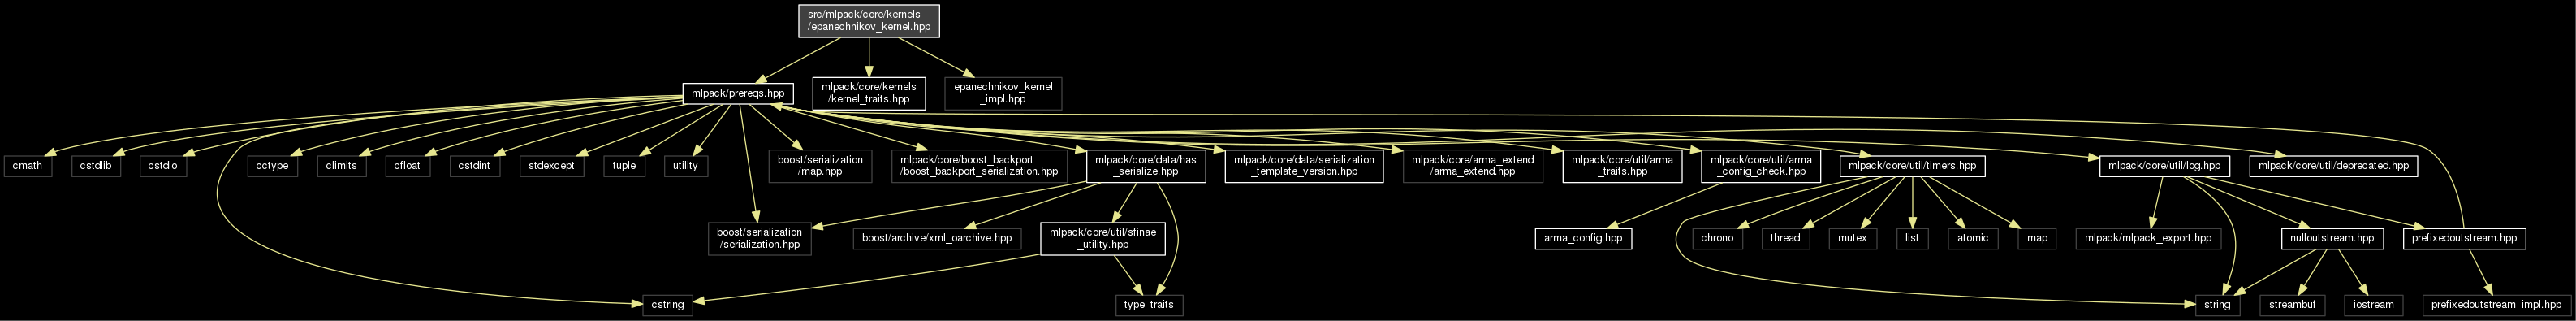 src/mlpack/core/kernels
/epanechnikov_kernel.hpp
mlpack/prereqs.hpp
mlpack/core/kernels
/kernel_traits.hpp
epanechnikov_kernel
_impl.hpp
cmath
cstdlib
cstdio
cctype
climits
cfloat
cstdint
stdexcept
tuple
utility
boost/serialization
/map.hpp
mlpack/core/boost_backport
/boost_backport_serialization.hpp
mlpack/core/data/has
_serialize.hpp
mlpack/core/data/serialization
_template_version.hpp
mlpack/core/arma_extend
/arma_extend.hpp
mlpack/core/util/arma
_traits.hpp
mlpack/core/util/arma
_config_check.hpp
mlpack/core/util/timers.hpp
mlpack/core/util/log.hpp
mlpack/core/util/deprecated.hpp
boost/serialization
/serialization.hpp
boost/archive/xml_oarchive.hpp
mlpack/core/util/sfinae
_utility.hpp
arma_config.hpp
chrono
thread
mutex
list
atomic
map
mlpack/mlpack_export.hpp
nulloutstream.hpp
prefixedoutstream.hpp
cstring
type_traits
string
streambuf
iostream
prefixedoutstream_impl.hpp